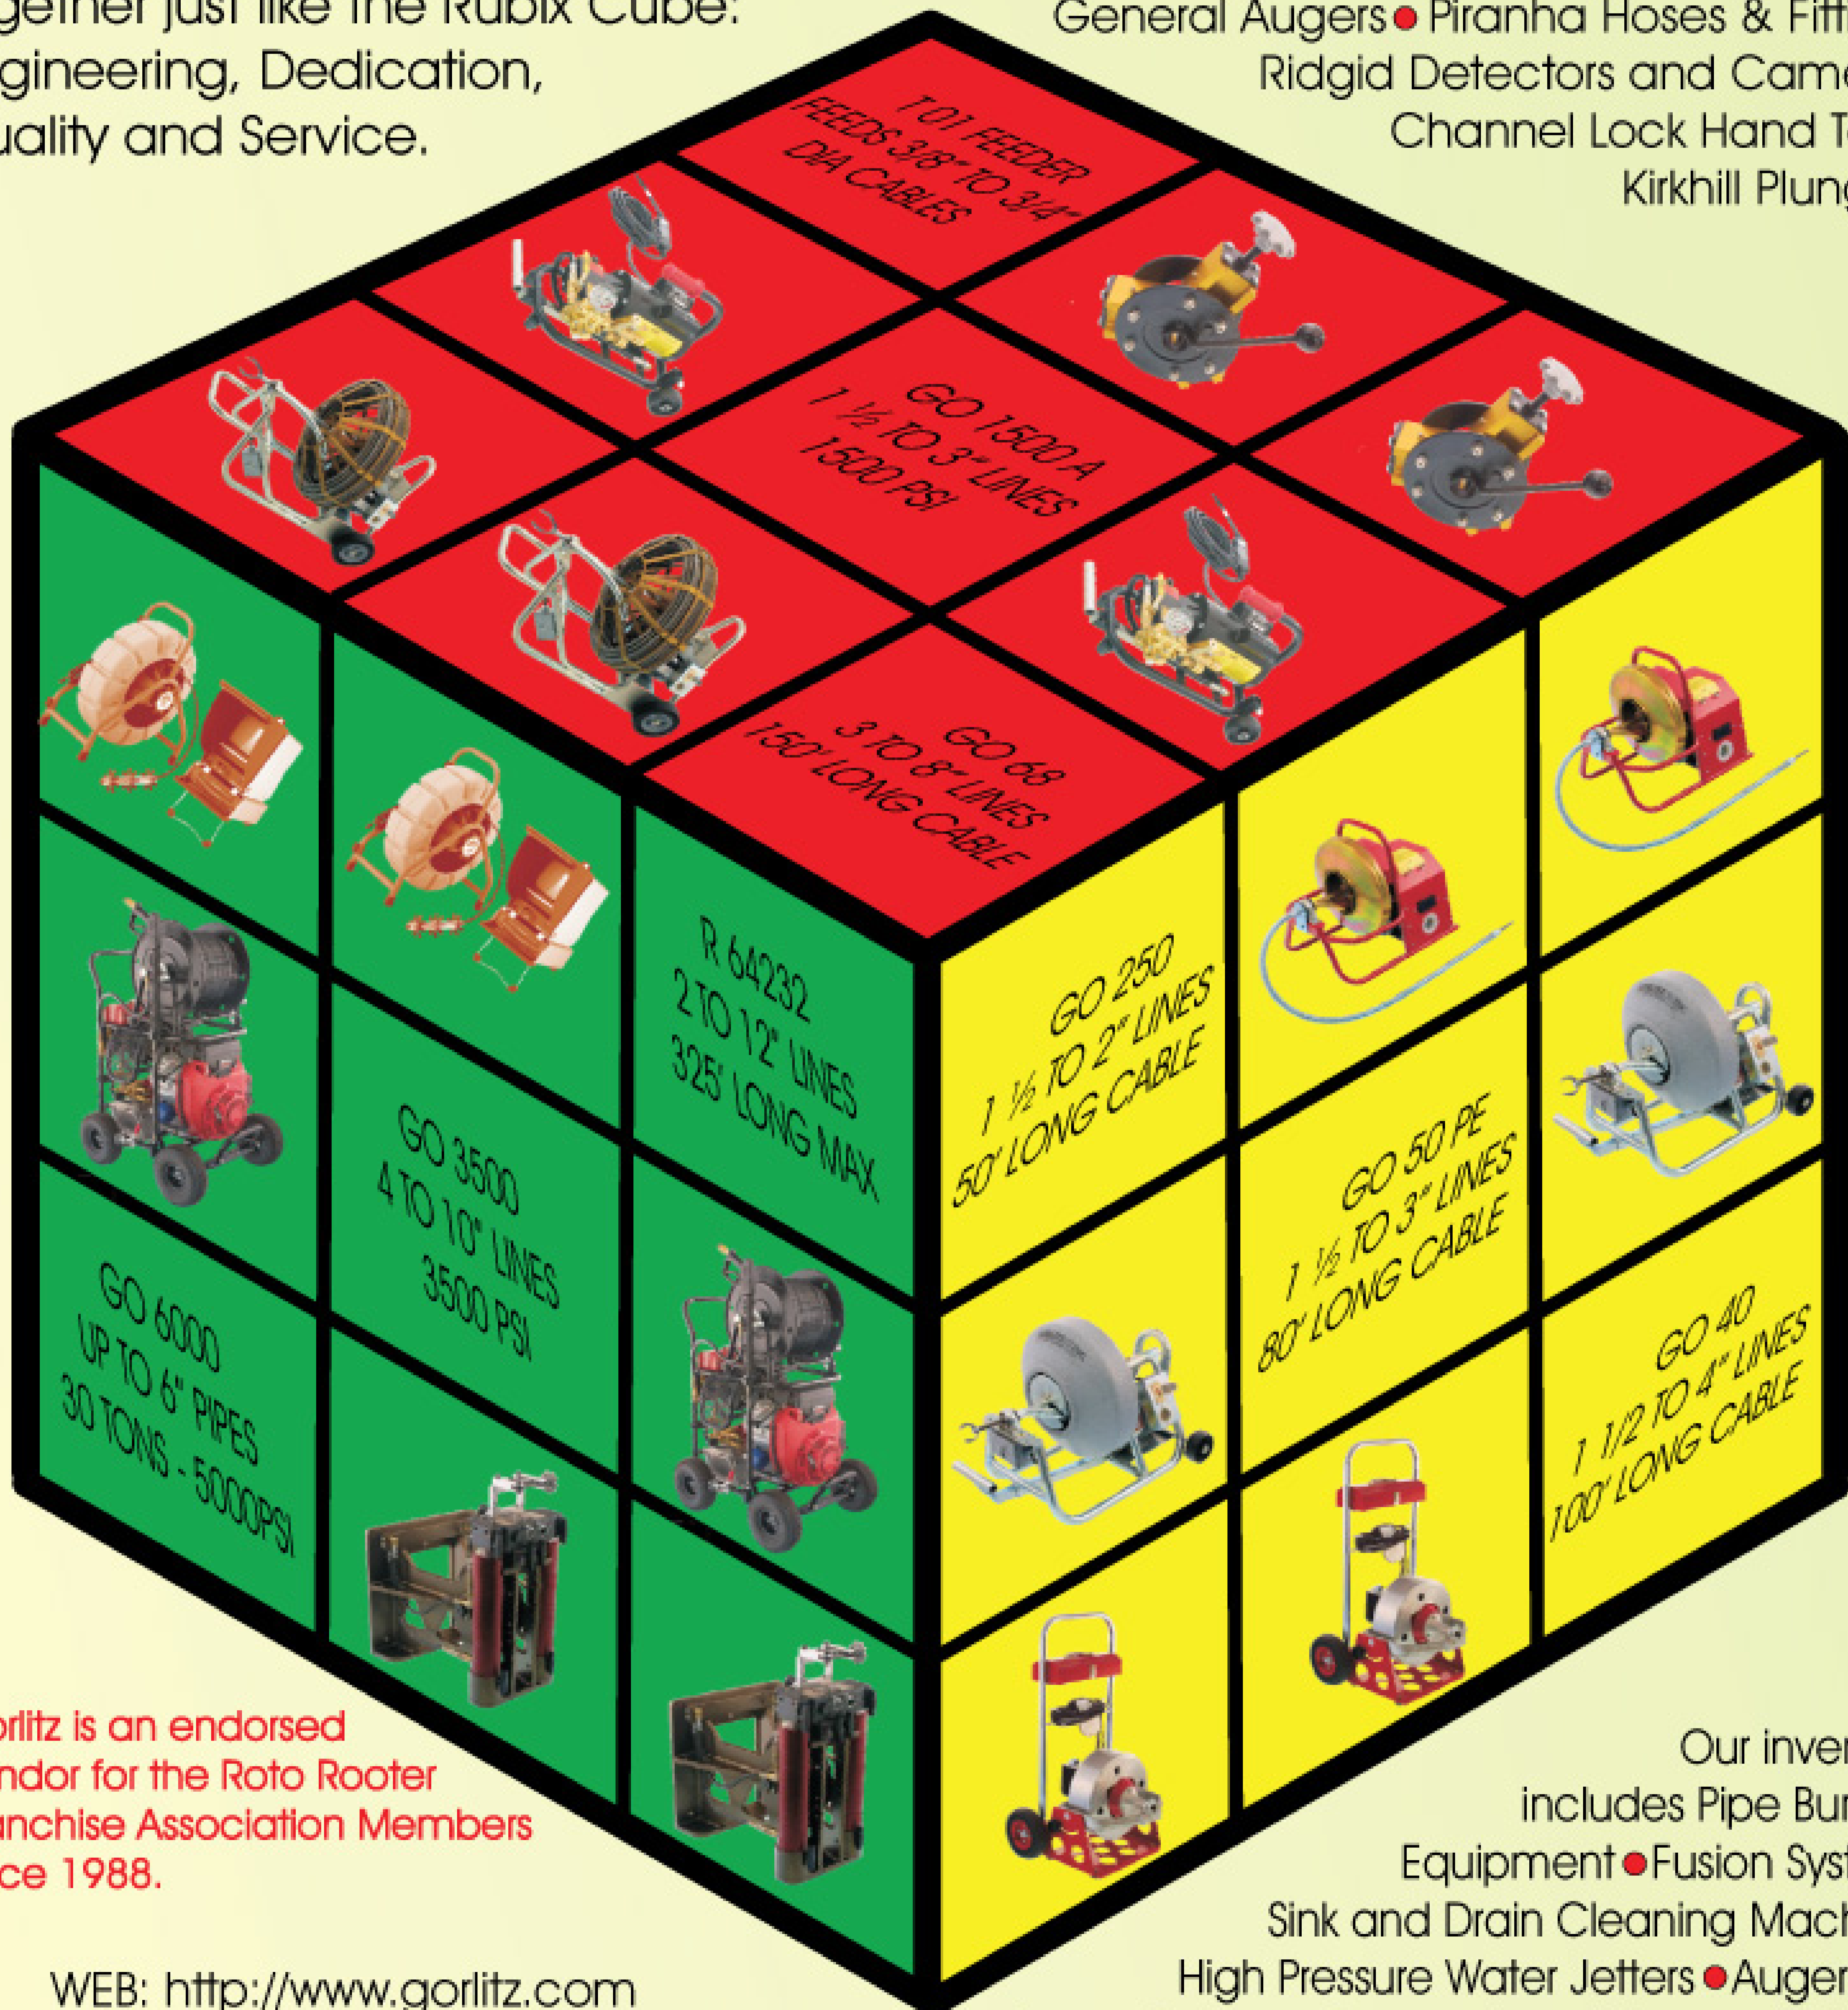 gether just like the Rubix Cube:
gineering, Dedication,
uality and Service.
General Augers● Piranha Hoses & Fitti
Ridgid Detectors and Came
Channel Lock Hand T
Kirkhill Plung
T 01 FEEDER
FEEDS 3/8" TO 3/4"
DIA CABLES
GO 1500 A
1 ½ TO 3" LINES
1500 PSI
GO 68
3 TO 8" LINES
150' LONG CABLE
R 64232
2 TO 12" LINES
325' LONG MAX
GO 3500
4 TO 10" LINES
3500 PSI
GO 6000
UP TO 6" PIPES
30 TONS - 5000PSI
GO 250
1 ½ TO 2" LINES
50' LONG CABLE
GO 50 PE
1 ½ TO 3" LINES
80' LONG CABLE
GO 40
1 1/2 TO 4" LINES
100' LONG CABLE
orlitz is an endorsed
ndor for the Roto Rooter
anchise Association Members
ce 1988.
WEB: http://www.gorlitz.com
Our inven
includes Pipe Bur
Equipment ●Fusion Syst
Sink and Drain Cleaning Mach
High Pressure Water Jetters ●Auger